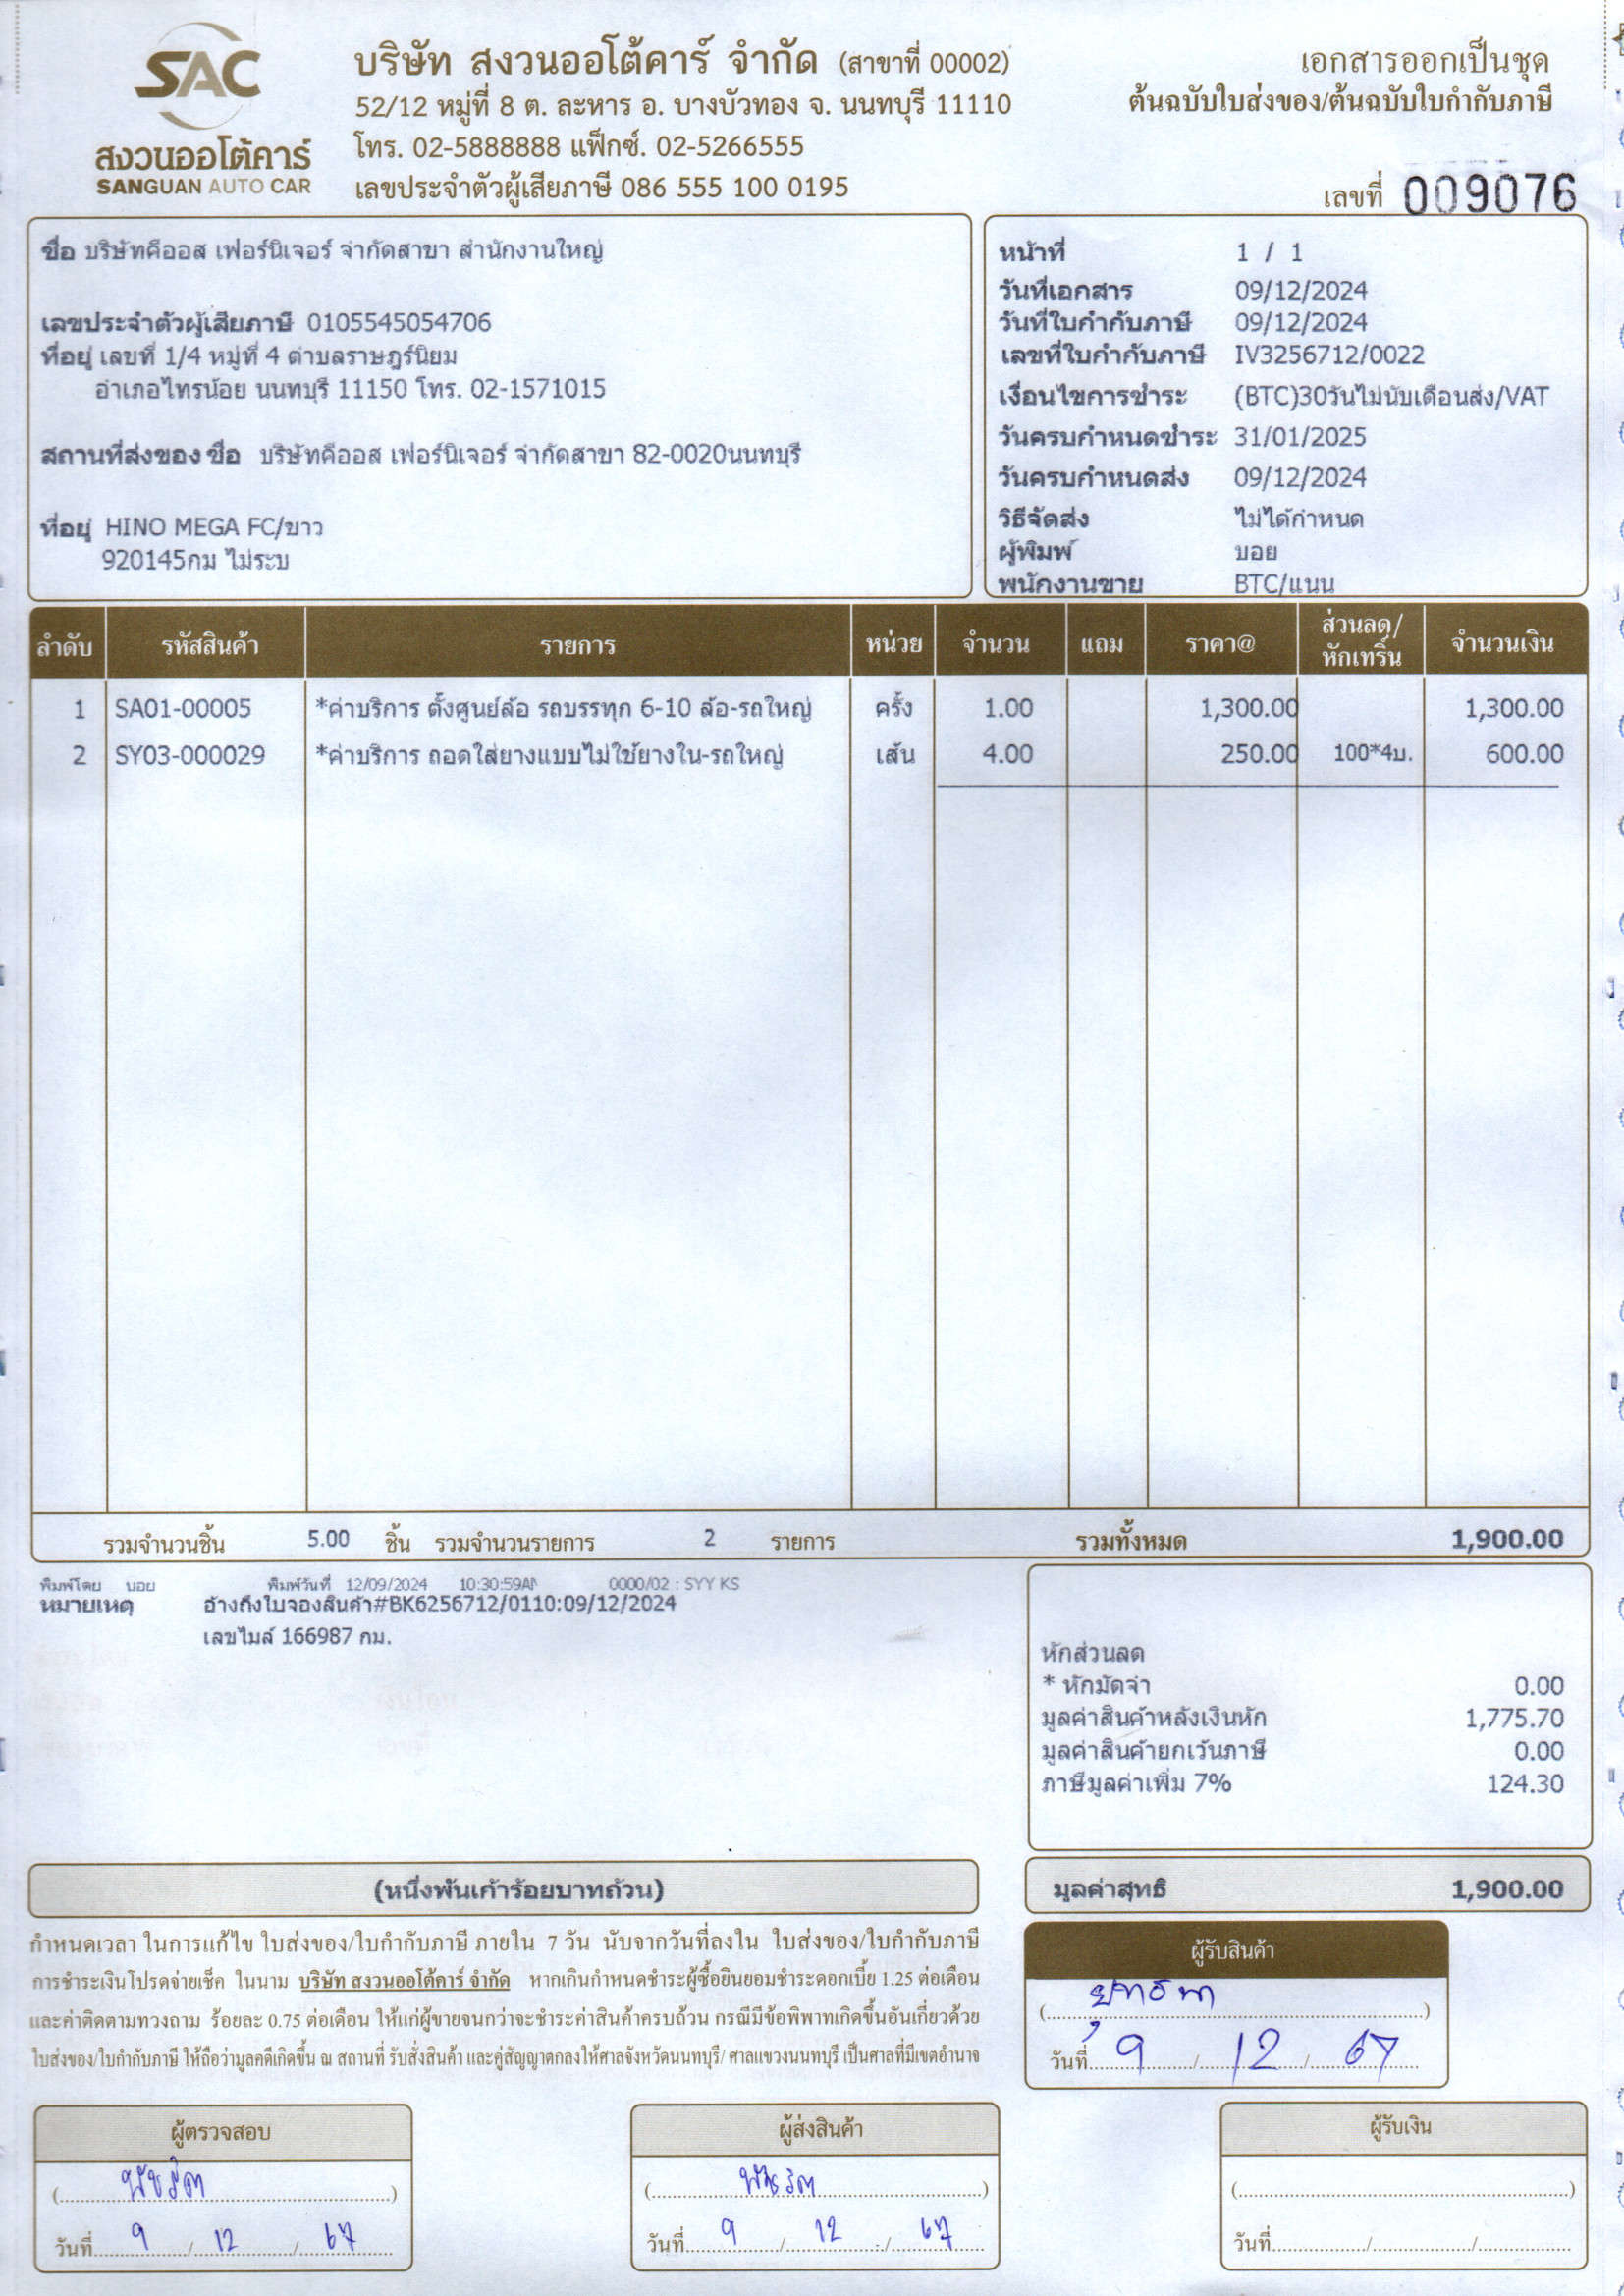 SAC
สงวนออโต้คาร์
SANGUAN AUTO CAR
บริษัท สงวนออโต้คาร์ จำกัด (สาขาที่ 00002)
52/12 หมู่ที่ 8 ต. ละหาร อ. บางบัวทอง จ. นนทบุรี 11110
โทร. 02-5888888 แฟ็กซ์. 02-5266555
เลขประจำตัวผู้เสียภาษี 086 555 100 0195
เอกสารออกเป็นชุด
ต้นฉบับใบส่งของ/ต้นฉบับใบกำกับภาษี
เลขที่ 009076
ชื่อ บริษัทคีออส เฟอร์นิเจอร์ จำกัดสาขา สำนักงานใหญ่
เลขประจำตัวผู้เสียภาษี 0105545054706
ที่อยู่ เลขที่ 1/4 หมู่ที่ 4 ตำบลราษฎร์นิยม
อำเภอไทรน้อย นนทบุรี 11150 โทร. 02-1571015
สถานที่ส่งของ ชื่อ บริษัทคีออส เฟอร์นิเจอร์ จำกัดสาขา 82-0020นนทบุรี
ที่อยู่ HINO MEGA FC/ขาว
920145กม ไม่ระบ
หน้าที่ 1 / 1
วันที่เอกสาร 09/12/2024
วันที่ใบกำกับภาษี 09/12/2024
เลขที่ใบกำกับภาษี IV3256712/0022
เงื่อนไขการชำระ (BTC)30วันไม่นับเดือนส่ง/VAT
วันครบกำหนดชำระ 31/01/2025
วันครบกำหนดส่ง 09/12/2024
วิธีจัดส่ง ไม่ได้กำหนด
ผู้พิมพ์ บอย
พนักงานขาย BTC/แนน
ลำดับ รหัสสินค้า รายการ หน่วย จำนวน แถม ราคา@ ส่วนลด/หักเทริ์น จำนวนเงิน
1 SA01-00005 *ค่าบริการ ตั้งศูนย์ล้อ รถบรรทุก 6-10 ล้อ-รถใหญ่ ครั้ง 1.00 1,300.00 1,300.00
2 SY03-000029 *ค่าบริการ ถอดใส่ยางแบบไม่ใช้ยางใน-รถใหญ่ เส้น 4.00 250.00 100*4บ. 600.00
รวมจำนวนชิ้น 5.00 ชิ้น รวมจำนวนรายการ 2 รายการ รวมทั้งหมด 1,900.00
พิมพ์โดย บอย พิมพ์วันที่ 12/09/2024 10:30:59AM 0000/02 : SYY KS
หมายเหตุ อ้างถึงใบจองสินค้า#BK6256712/0110:09/12/2024
เลขไมล์ 166987 กม.
หักส่วนลด
* หักมัดจำ 0.00
มูลค่าสินค้าหลังเงินหัก 1,775.70
มูลค่าสินค้ายกเว้นภาษี 0.00
ภาษีมูลค่าเพิ่ม 7% 124.30
(หนึ่งพันเก้าร้อยบาทถ้วน)
มูลค่าสุทธิ 1,900.00
กำหนดเวลา ในการแก้ไข ใบส่งของ/ใบกำกับภาษี ภายใน 7 วัน นับจากวันที่ลงใน ใบส่งของ/ใบกำกับภาษี
การชำระเงินโปรดจ่ายเช็ค ในนาม บริษัท สงวนออโต้คาร์ จำกัด หากเกินกำหนดชำระผู้ซื้อยินยอมชำระดอกเบี้ย 1.25 ต่อเดือน
และค่าติดตามทวงถาม ร้อยละ 0.75 ต่อเดือน ให้แก่ผู้ขายจนกว่าจะชำระค่าสินค้าครบถ้วน กรณีมีข้อพิพาทเกิดขึ้นอันเกี่ยวด้วย
ใบส่งของ/ใบกำกับภาษี ให้ถือว่ามูลคดีเกิดขึ้น ณ สถานที่ รับสั่งสินค้า และคู่สัญญาตกลงให้ศาลจังหวัดนนทบุรี/ ศาลแขวงนนทบุรี เป็นศาลที่มีเขตอำนาจ
ผู้รับสินค้า
วันที่ 9 / 12 / 67
ผู้ตรวจสอบ
วันที่ 9 / 12 / 67
ผู้ส่งสินค้า
วันที่ 9 / 12 / 67
ผู้รับเงิน
วันที่ / /